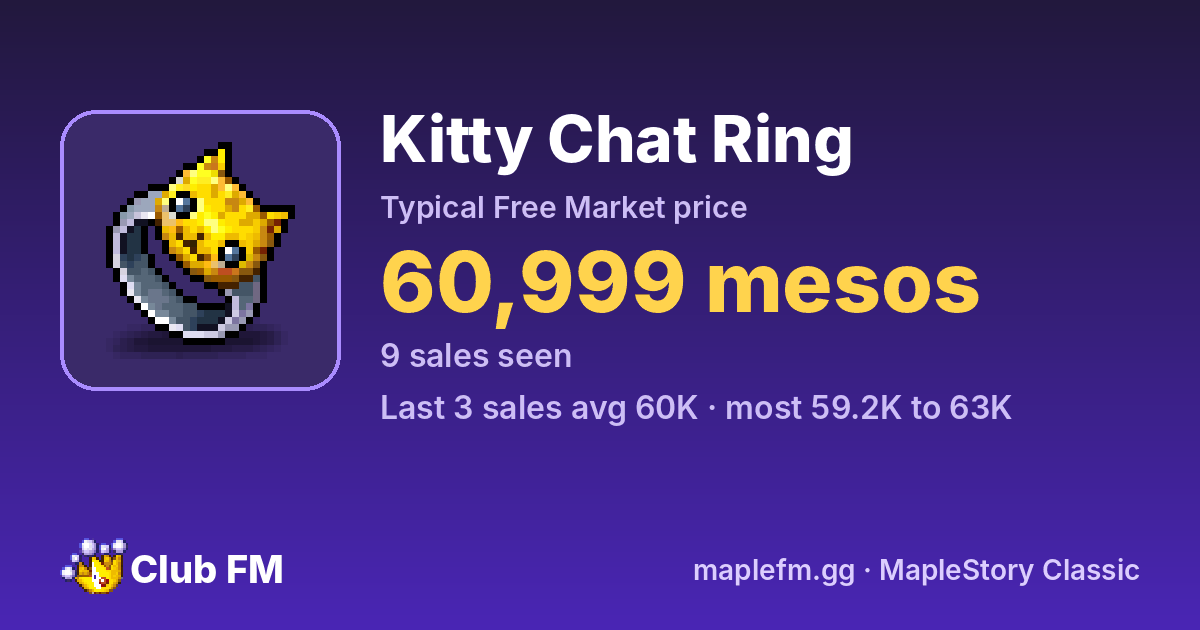 Kitty Chat Ring
Typical Free Market price
60,999 mesos
9 sales seen
Last 3 sales avg 60K · most 59.2K to 63K
Club FM
maplefm.gg · MapleStory Classic